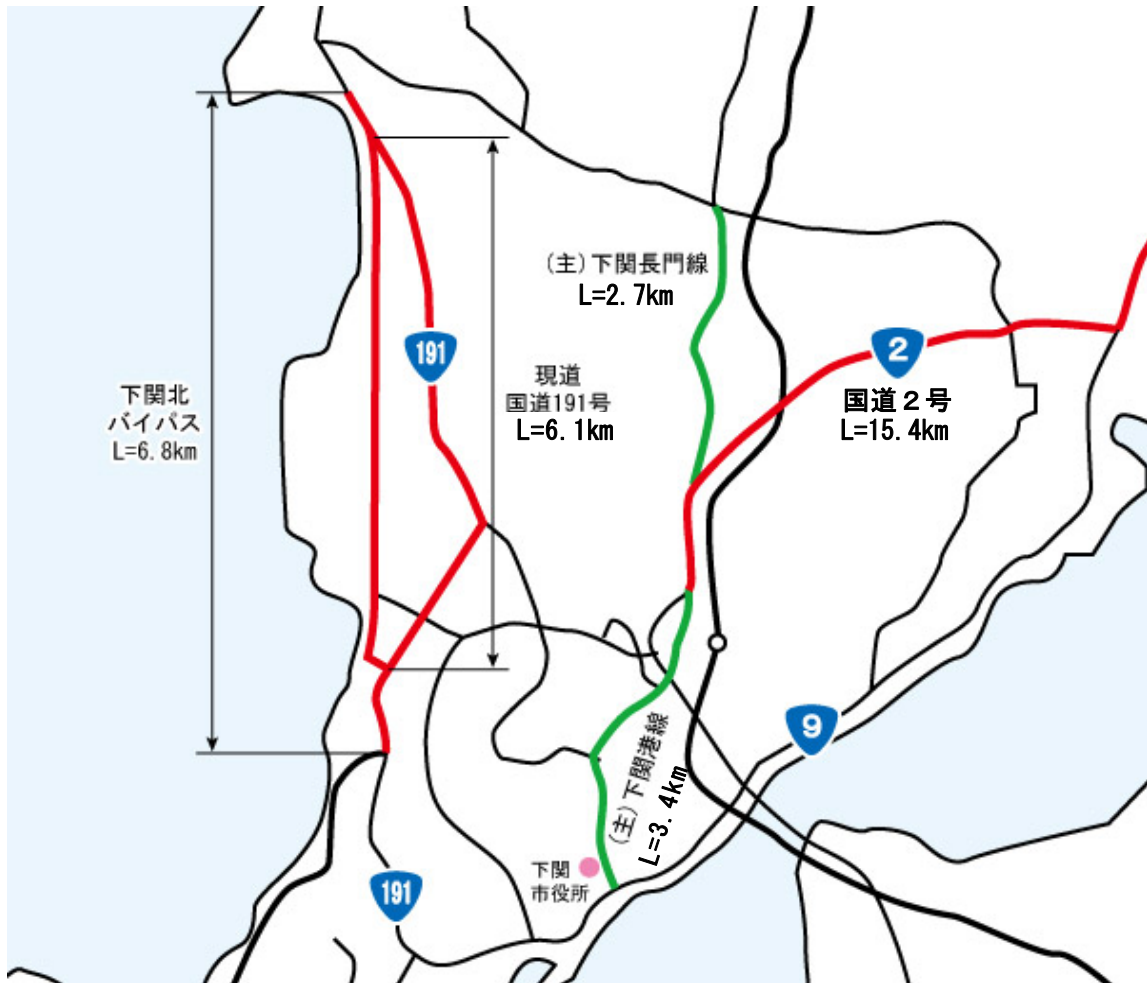 (主)下関長門線
L=2.7km
191
2
現道
国道191号
L=6.1km
国道２号
L=15.4km
下関北
バイパス
L=6.8km
9
(主)下関港線
L=3.4km
下関
市役所
191